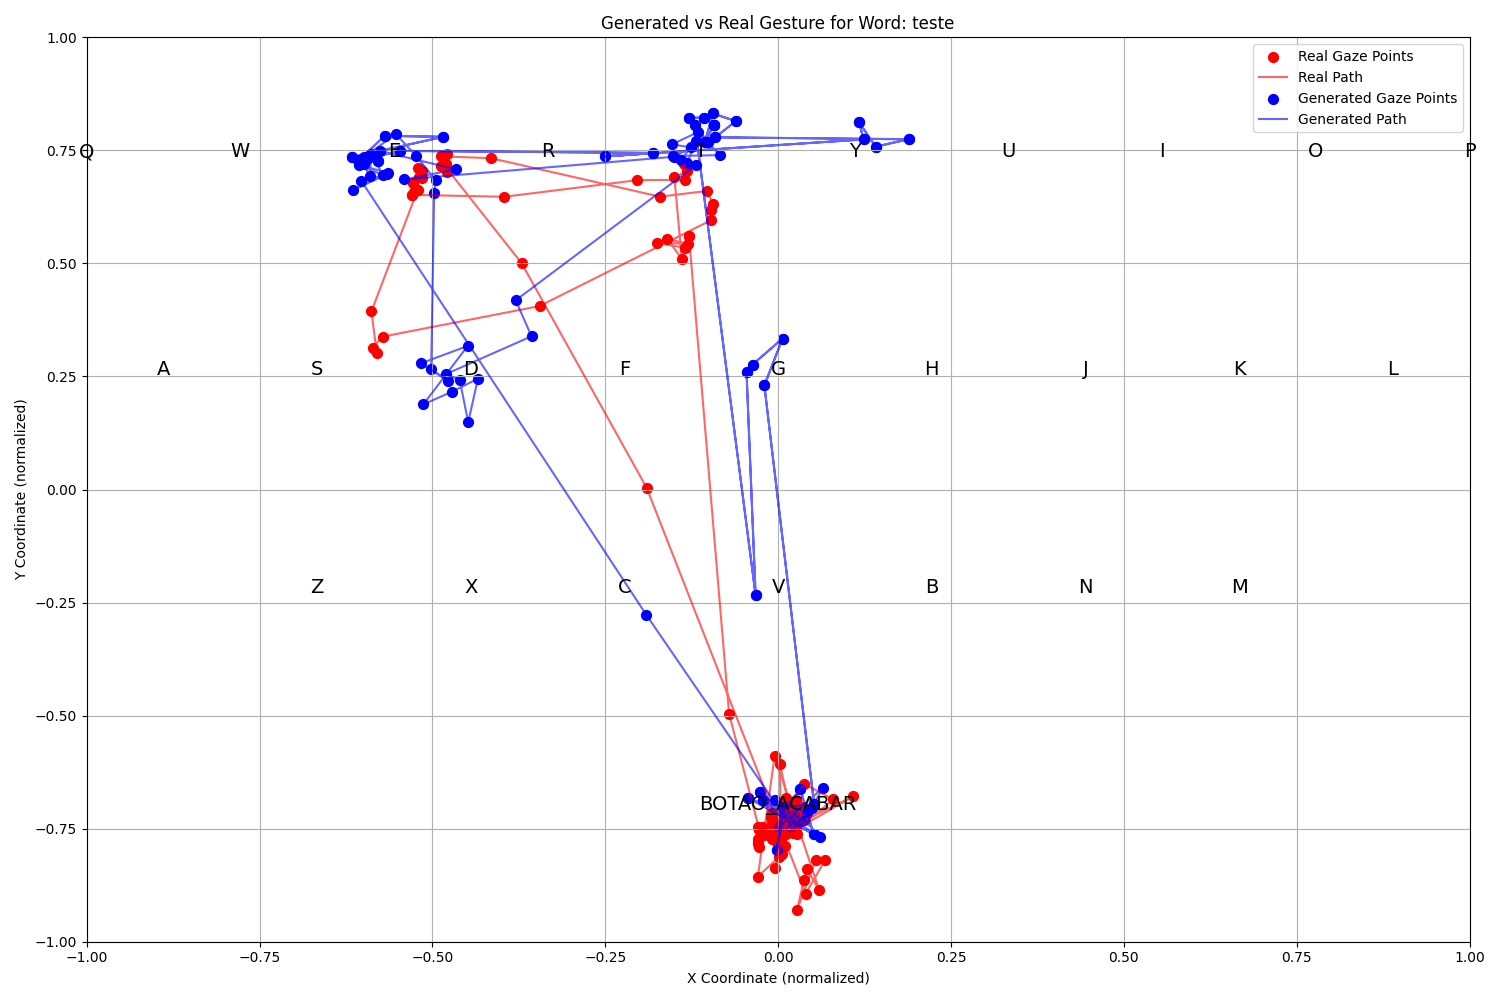 Generated vs Real Gesture for Word: teste
1.00
0.75
0.50
0.25
0.00
−0.25
−0.50
−0.75
−1.00
Y Coordinate (normalized)
Real Gaze Points
Real Path
Generated Gaze Points
Generated Path
Q W E R T Y U I O P
A S D F G H J K L
Z X C V B N M
BOTAO_ACABAR
−1.00 −0.75 −0.50 −0.25 0.00 0.25 0.50 0.75 1.00
X Coordinate (normalized)